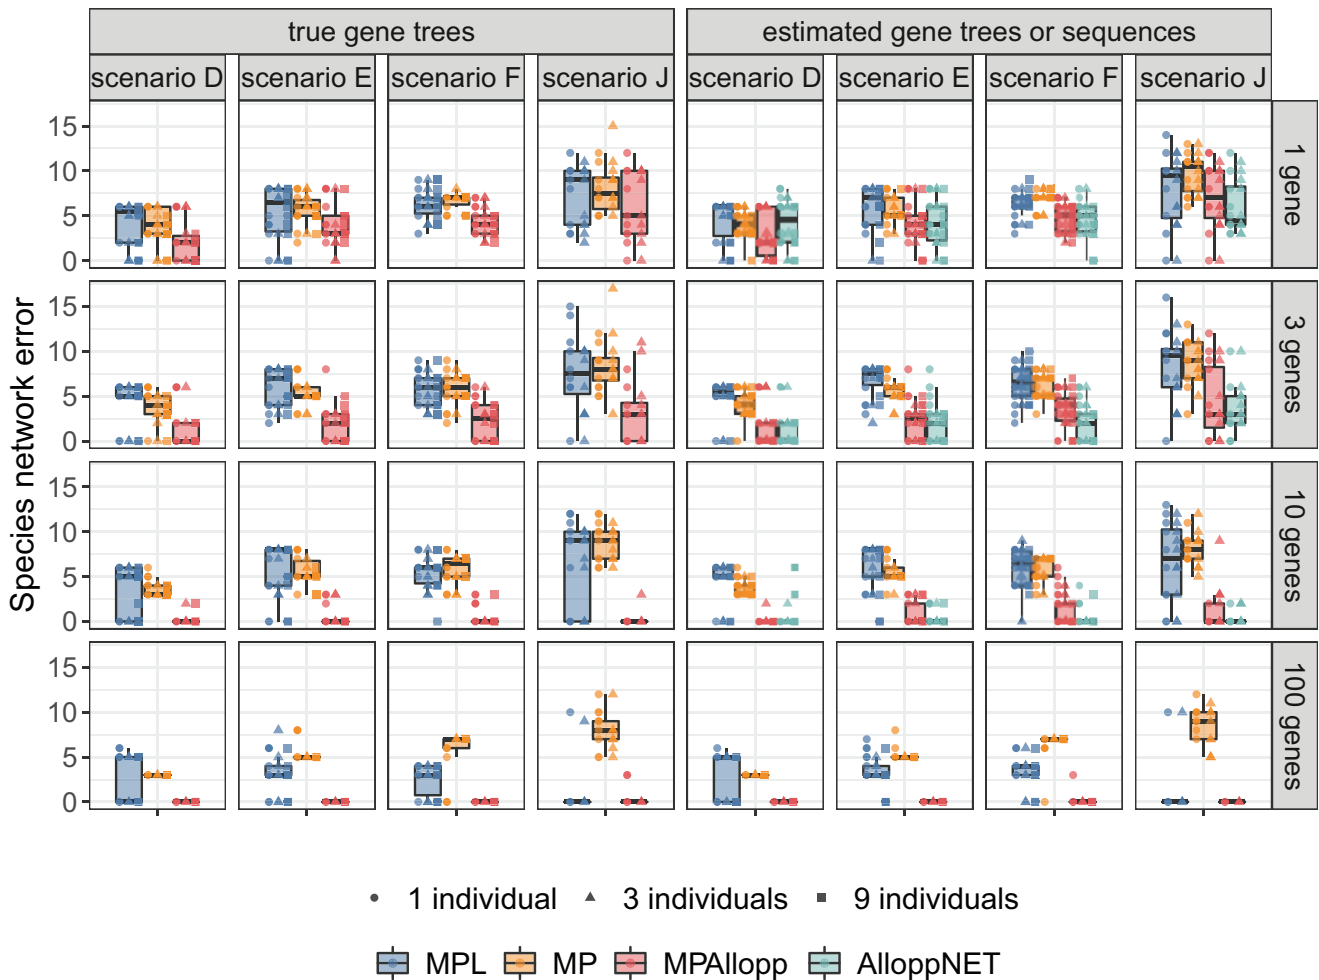 true gene trees
estimated gene trees or sequences
scenario D
scenario E
scenario F
scenario J
scenario D
scenario E
scenario F
scenario J
15
10
5
0
1 gene
15
10
5
0
3 genes
15
10
5
0
10 genes
15
10
5
0
100 genes
Species network error
1 individual
3 individuals
9 individuals
MPL
MP
MPAllopp
AlloppNET